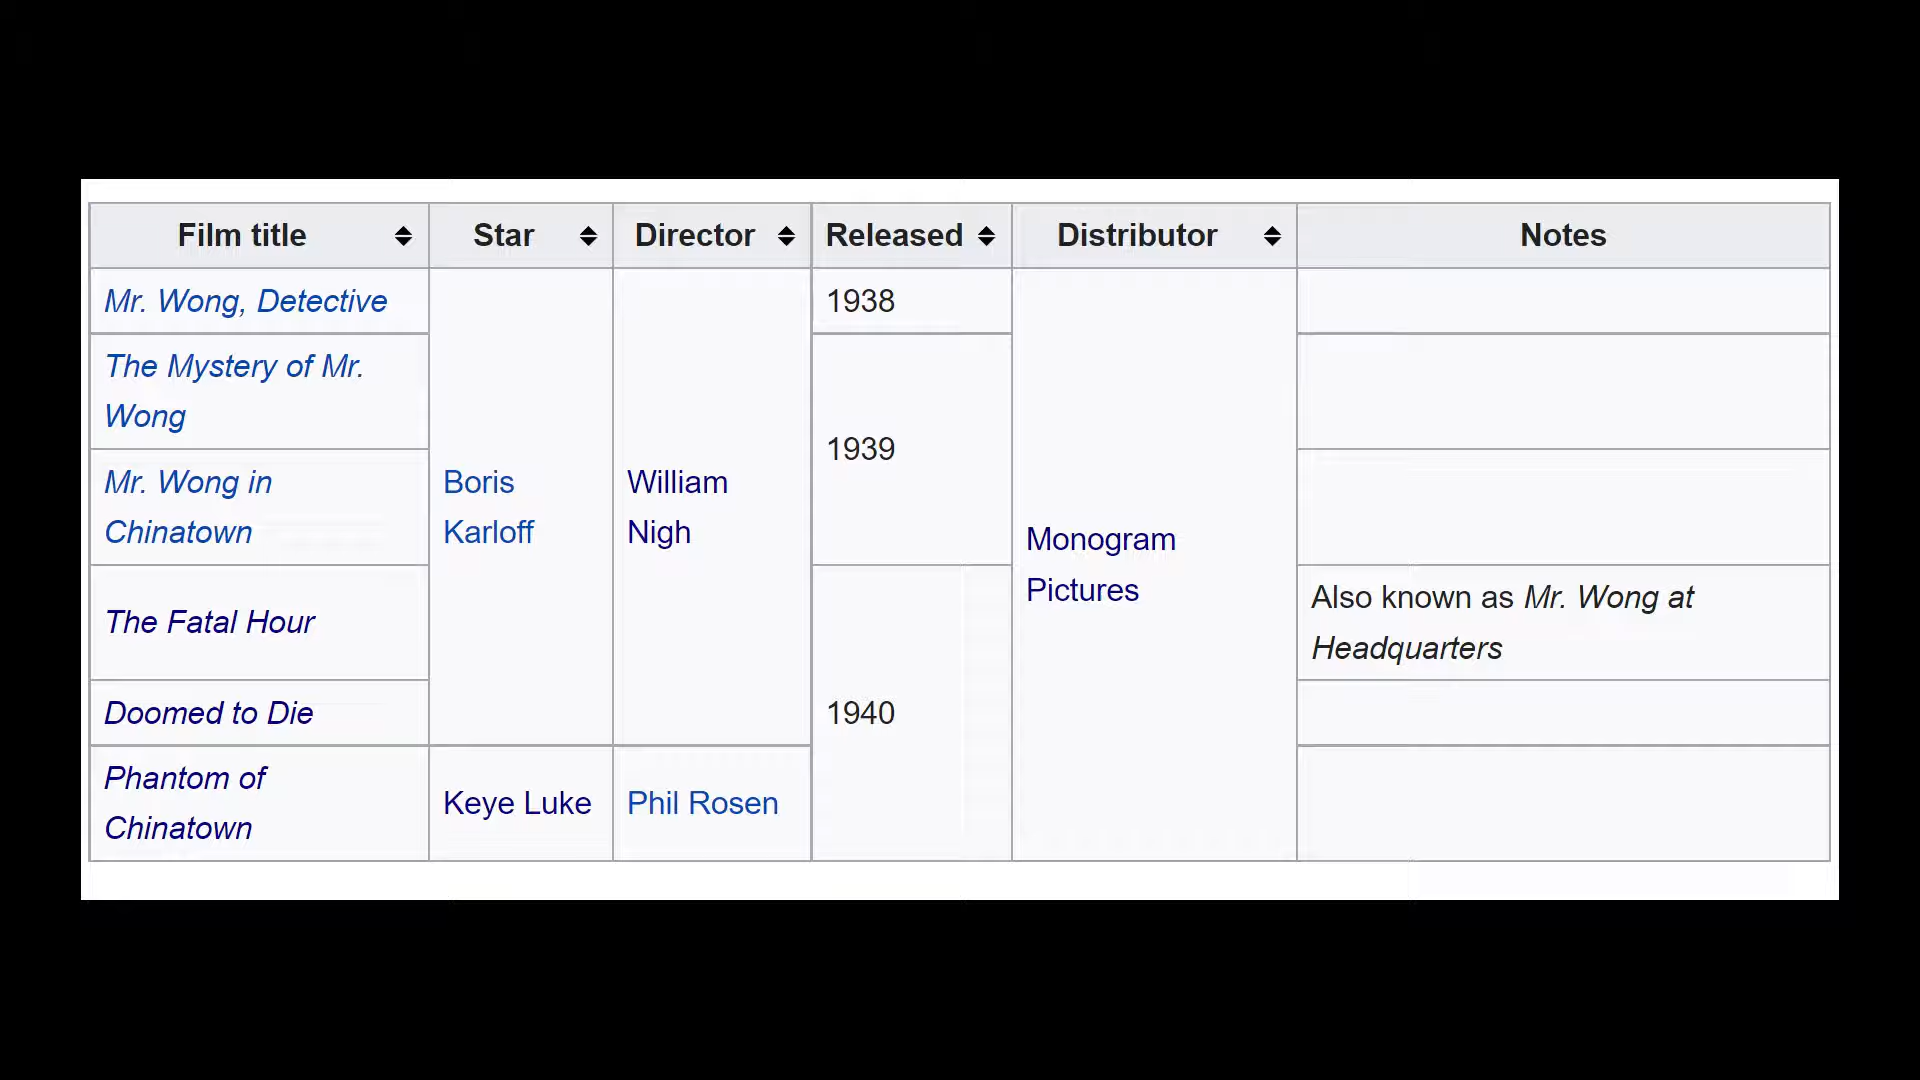 Film title Star Director Released Distributor Notes
Mr. Wong, Detective 1938
The Mystery of Mr.
Wong
1939
Mr. Wong in
Chinatown
Boris
Karloff
William
Nigh
Monogram
Pictures
The Fatal Hour
Also known as Mr. Wong at
Headquarters
Doomed to Die 1940
Phantom of
Chinatown
Keye Luke Phil Rosen